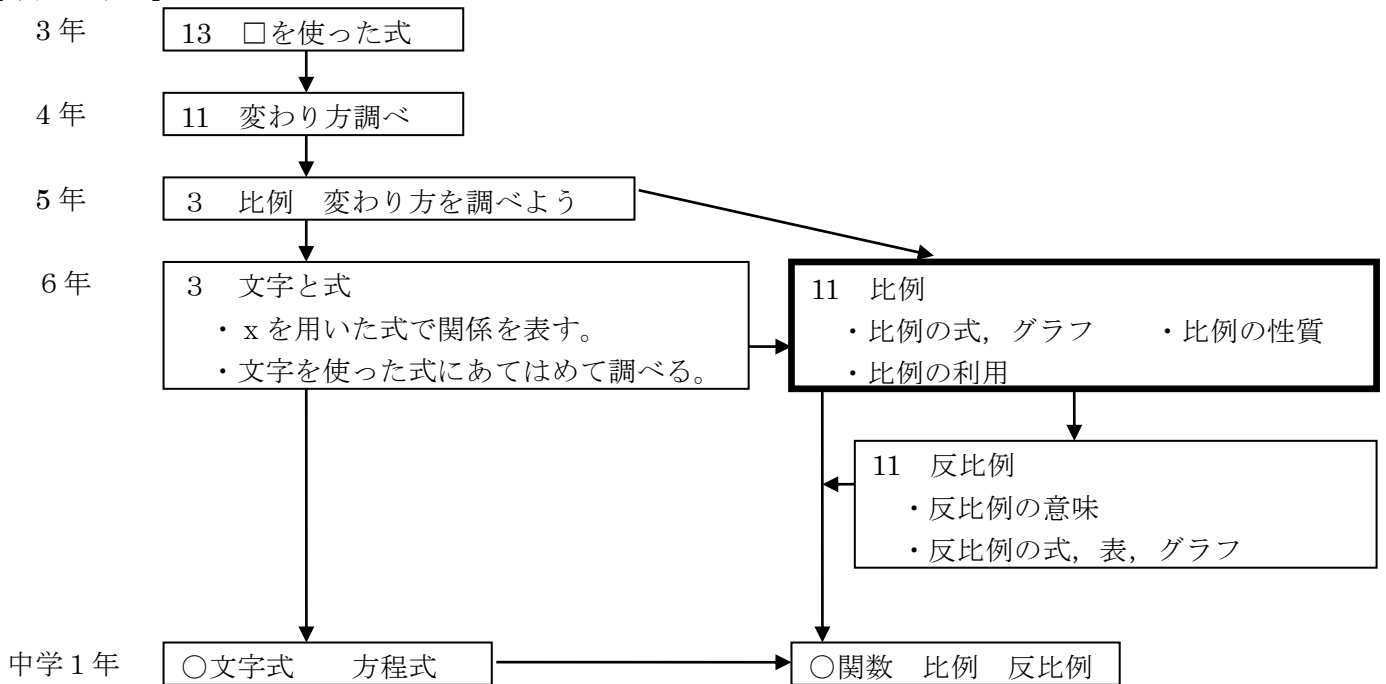 3年
13 □を使った式
4年
11 変わり方調べ
5年
3 比例 変わり方を調べよう
6年
3 文字と式
・xを用いた式で関係を表す。
・文字を使った式にあてはめて調べる。
11 比例
・比例の式，グラフ ・比例の性質
・比例の利用
11 反比例
・反比例の意味
・反比例の式，表，グラフ
中学1年
○文字式 方程式
○関数 比例 反比例